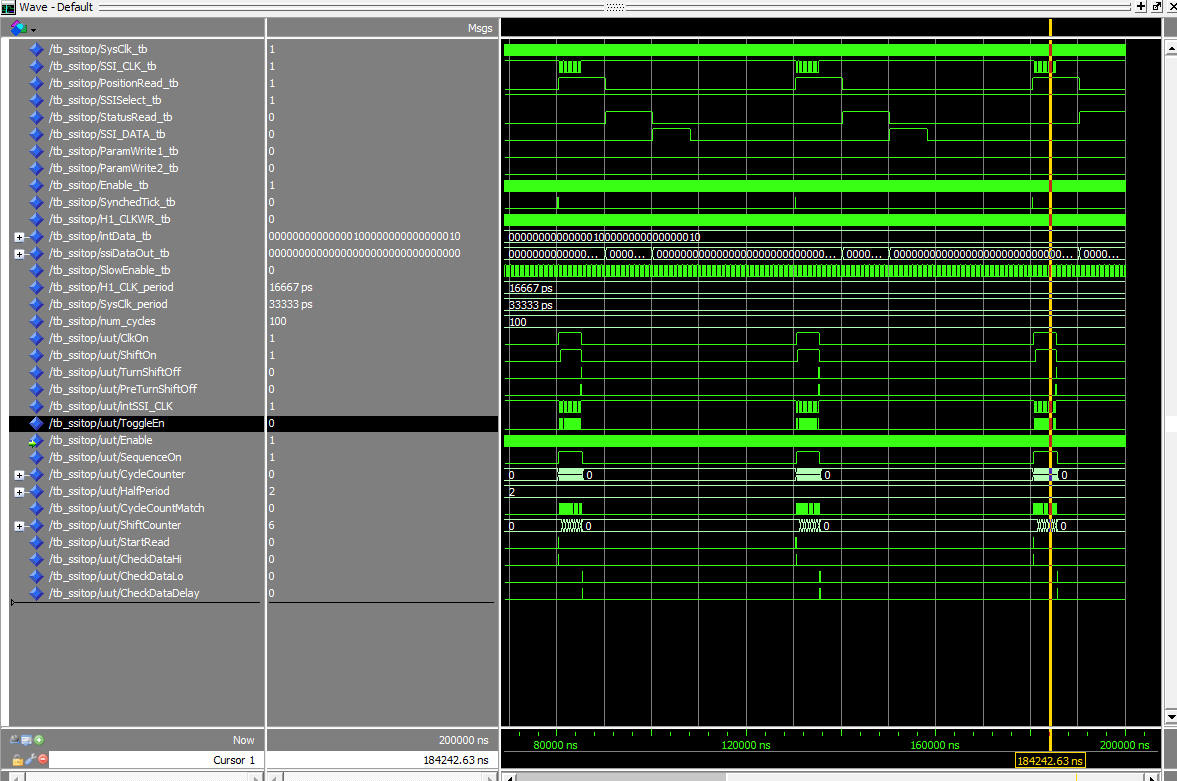 Wave - Default
Msgs
/tb_ssitop/SysClk_tb 1
/tb_ssitop/SSI_CLK_tb 1
/tb_ssitop/PositionRead_tb 1
/tb_ssitop/SSISelect_tb 1
/tb_ssitop/StatusRead_tb 0
/tb_ssitop/SSI_DATA_tb 0
/tb_ssitop/ParamWrite1_tb 0
/tb_ssitop/ParamWrite2_tb 0
/tb_ssitop/Enable_tb 1
/tb_ssitop/SynchedTick_tb 0
/tb_ssitop/H1_CLKWR_tb 0
/tb_ssitop/intData_tb 00000000000000100000000000000010 00000000000000100000000000000010
/tb_ssitop/ssiDataOut_tb 00000000000000000000000000000000 0000000000000... 0000... 000000000000000000000000000... 0000... 000000000000000000000000000... 0000...
/tb_ssitop/SlowEnable_tb 0
/tb_ssitop/H1_CLK_period 16667 ps 16667 ps
/tb_ssitop/SysClk_period 33333 ps 33333 ps
/tb_ssitop/num_cycles 100 100
/tb_ssitop/uut/ClkOn 1
/tb_ssitop/uut/ShiftOn 1
/tb_ssitop/uut/TurnShiftOff 0
/tb_ssitop/uut/PreTurnShiftOff 0
/tb_ssitop/uut/intSSI_CLK 1
/tb_ssitop/uut/ToggleEn 0
/tb_ssitop/uut/Enable 1
/tb_ssitop/uut/SequenceOn 1
/tb_ssitop/uut/CycleCounter 0 0 0 0 0
/tb_ssitop/uut/HalfPeriod 2 2
/tb_ssitop/uut/CycleCountMatch 0
/tb_ssitop/uut/ShiftCounter 6 0 0 0 0
/tb_ssitop/uut/StartRead 0
/tb_ssitop/uut/CheckDataHi 0
/tb_ssitop/uut/CheckDataLo 0
/tb_ssitop/uut/CheckDataDelay 0
Now 200000 ns 80000 ns 120000 ns 160000 ns 200000 ns
Cursor 1 184242.63 ns 184242.63 ns